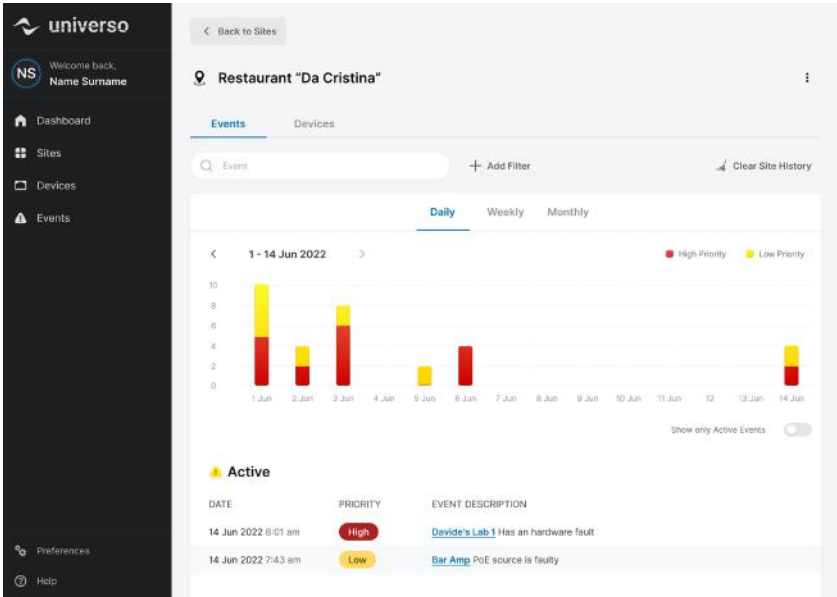 universo
NS
Welcome back,
Name Surname
Dashboard
Sites
Devices
Events
Preferences
Help
Back to Sites
Restaurant "Da Cristina"
Events Devices
Event
Add Filter
Clear Site History
Daily Weekly Monthly
1 - 14 Jun 2022
High Priority Low Priority
10
8
6
4
2
0
1 Jun 2 Jun 3 Jun 4 Jun 5 Jun 6 Jun 7 Jun 8 Jun 9 Jun 10 Jun 11 Jun 12 13 Jun 14 Jun
Show only Active Events
Active
DATE PRIORITY EVENT DESCRIPTION
14 Jun 2022 8:01 am High Davide's Lab 1 Has an hardware fault
14 Jun 2022 7:43 am Low Bar Amp PoE source is faulty